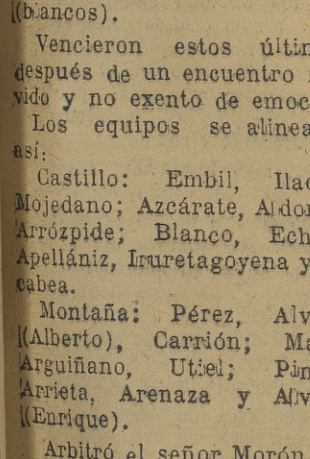 (blancos).
Vencieron estos últim
después de un encuentro
vido y no exento de emoc
Los equipos se alinea
así:
Castillo: Embil, Ilac
Mojedano; Azcárate, Aldo
Arrózpide; Blanco, Ech
Apellániz, Iruretagoyena y
cabea.
Montaña: Pérez, Alv
(Alberto), Carrión; Ma
Arguiñano, Utiel; Pin
Arrieta, Arenaza y Alv
(Enrique).
Arbitró el señor Morón